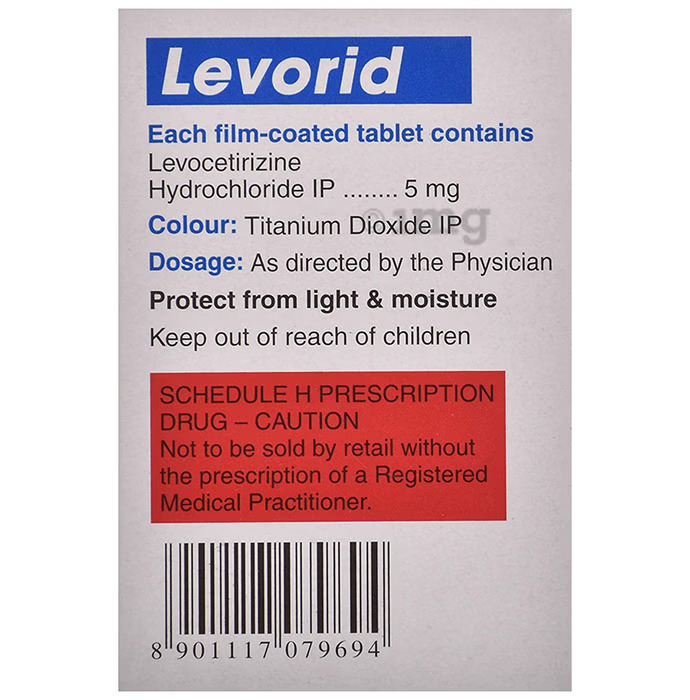 Levorid
Each film-coated tablet contains
Levocetirizine
Hydrochloride IP ........ 5 mg
Colour: Titanium Dioxide IP
Dosage: As directed by the Physician
Protect from light & moisture
Keep out of reach of children
SCHEDULE H PRESCRIPTION
DRUG – CAUTION
Not to be sold by retail without
the prescription of a Registered
Medical Practitioner.
8 901117 079694
1mg